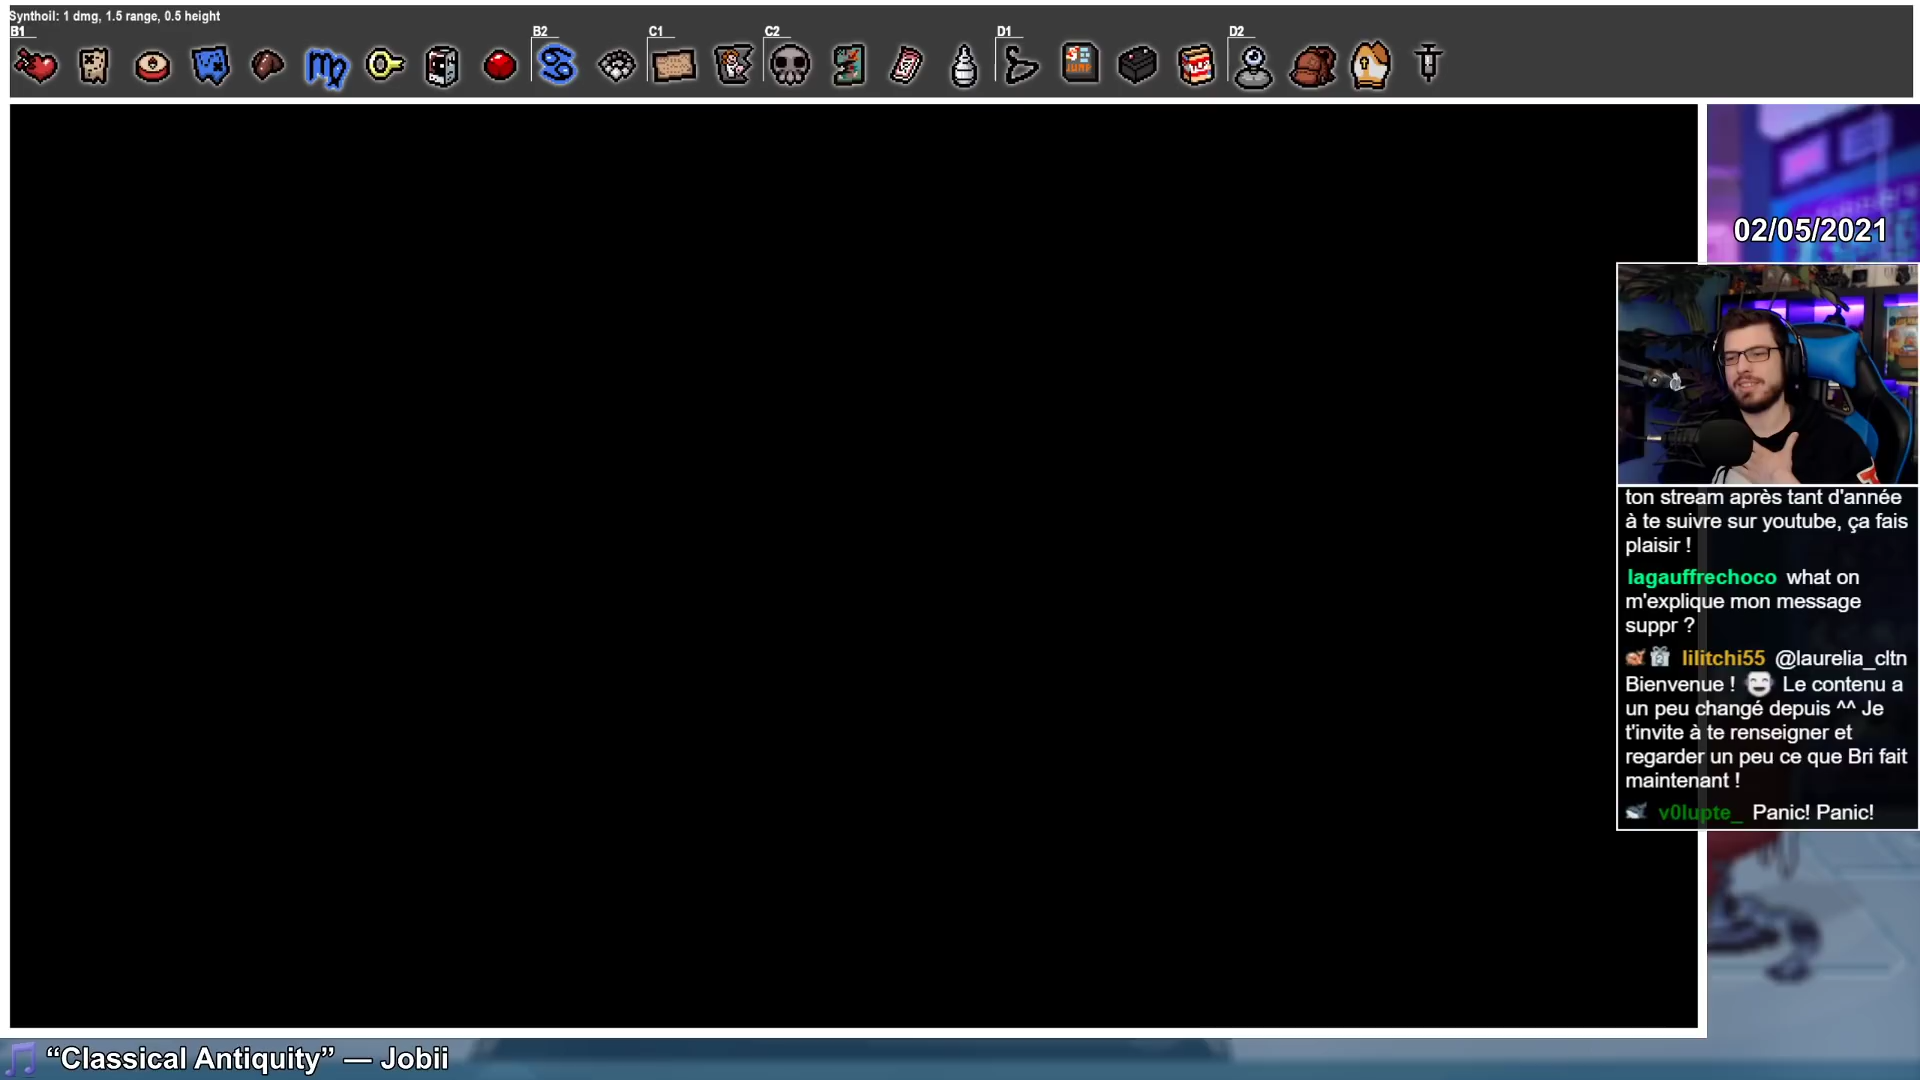 Synthoil: 1 dmg, 1.5 range, 0.5 height
B1
B2
C1
C2
D1
D2
JUMP
02/05/2021
ton stream après tant d'année
à te suivre sur youtube, ça fais
plaisir !
lagauffrechoco what on
m'explique mon message
suppr ?
lilitchi55 @laurelia_cltn
Bienvenue ! Le contenu a
un peu changé depuis ^^ Je
t'invite à te renseigner et
regarder un peu ce que Bri fait
maintenant !
v0lupte_ Panic! Panic!
“Classical Antiquity” — Jobii